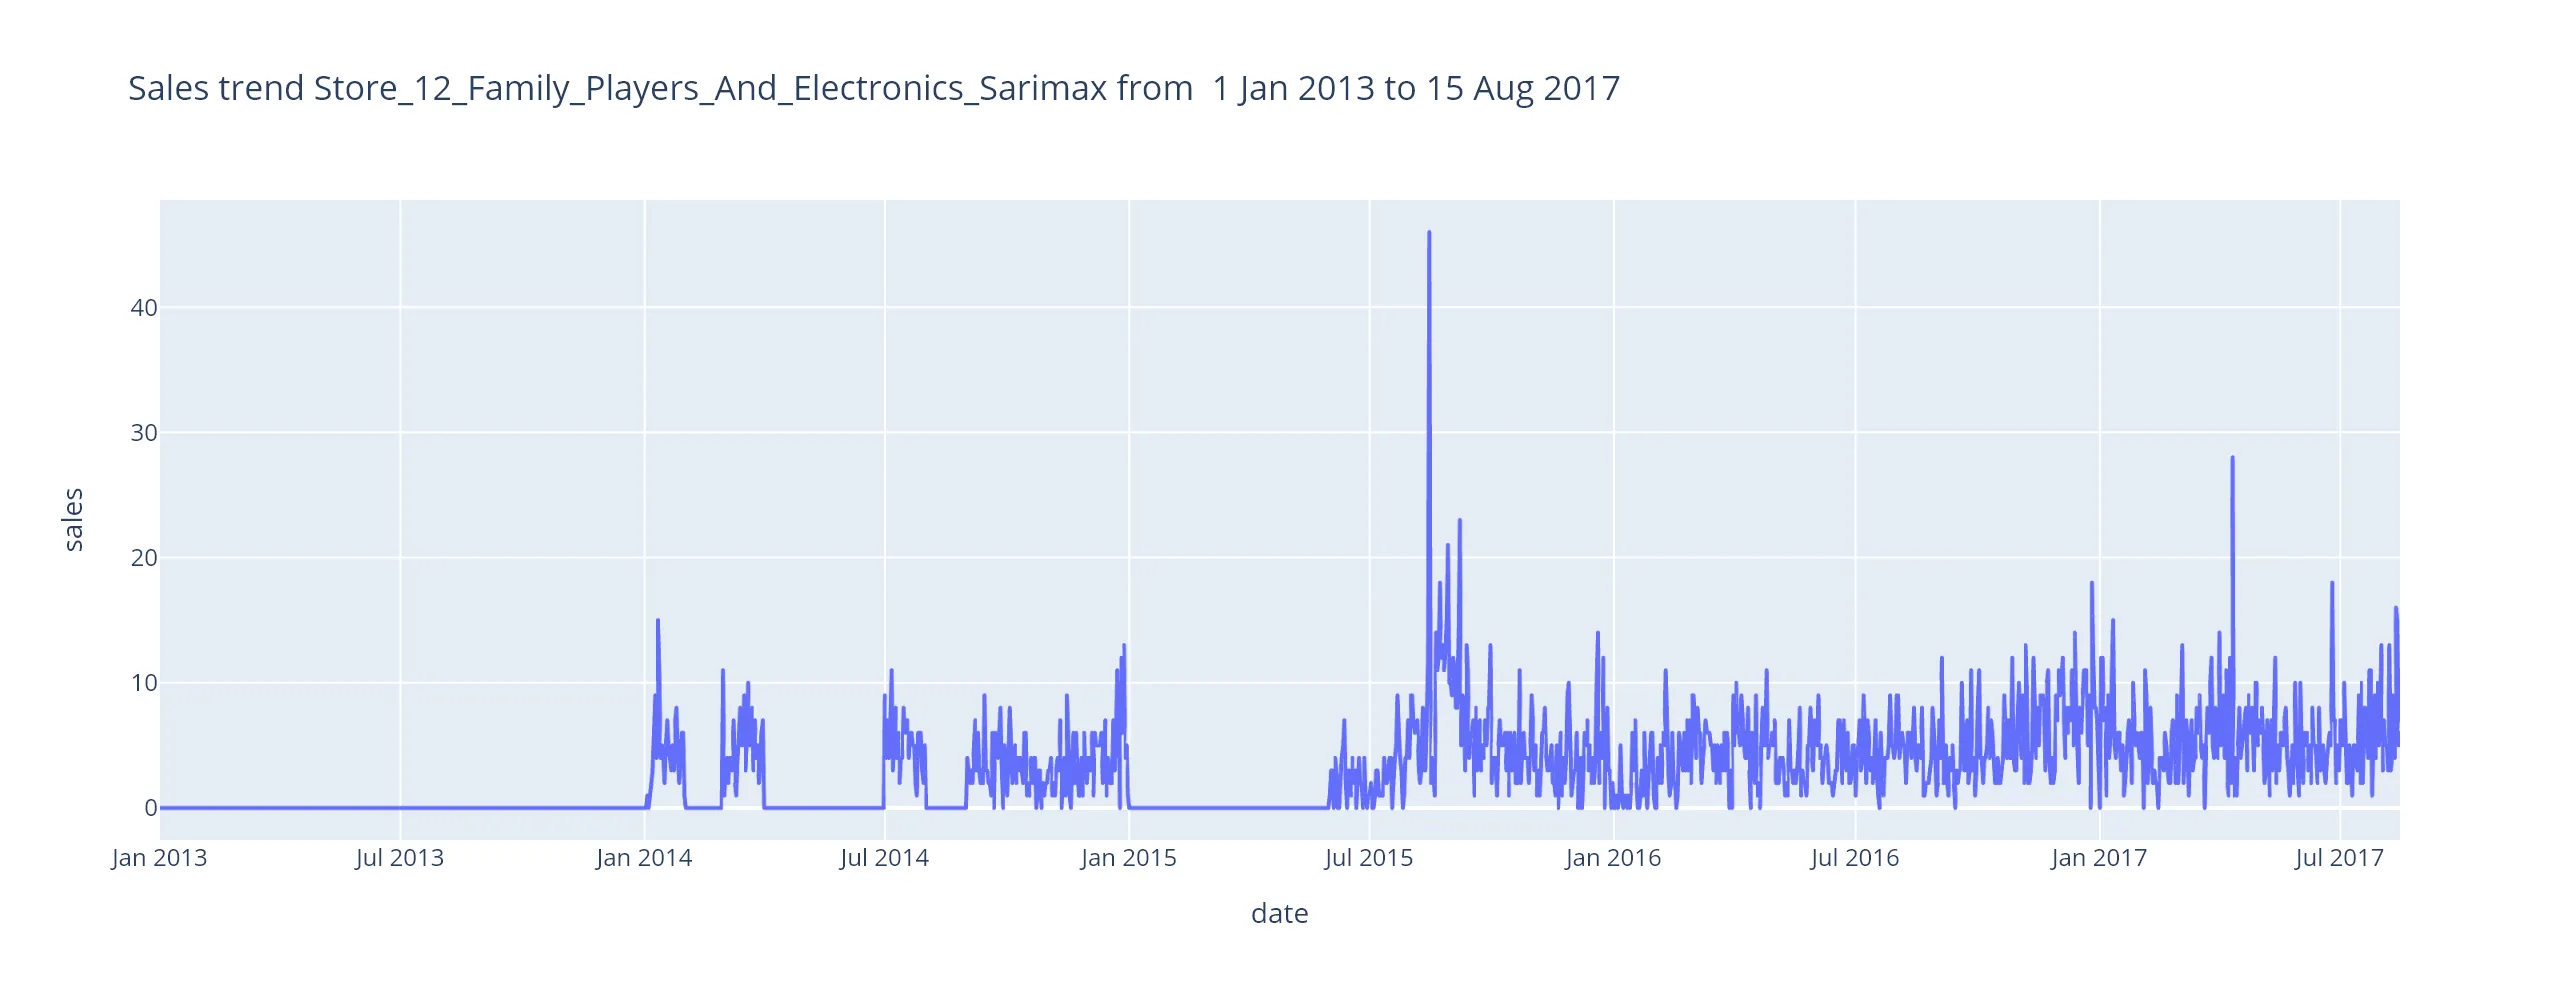 Sales trend Store_12_Family_Players_And_Electronics_Sarimax from  1 Jan 2013 to 15 Aug 2017
sales
40
30
20
10
0
Jan 2013
Jul 2013
Jan 2014
Jul 2014
Jan 2015
Jul 2015
Jan 2016
Jul 2016
Jan 2017
Jul 2017
date